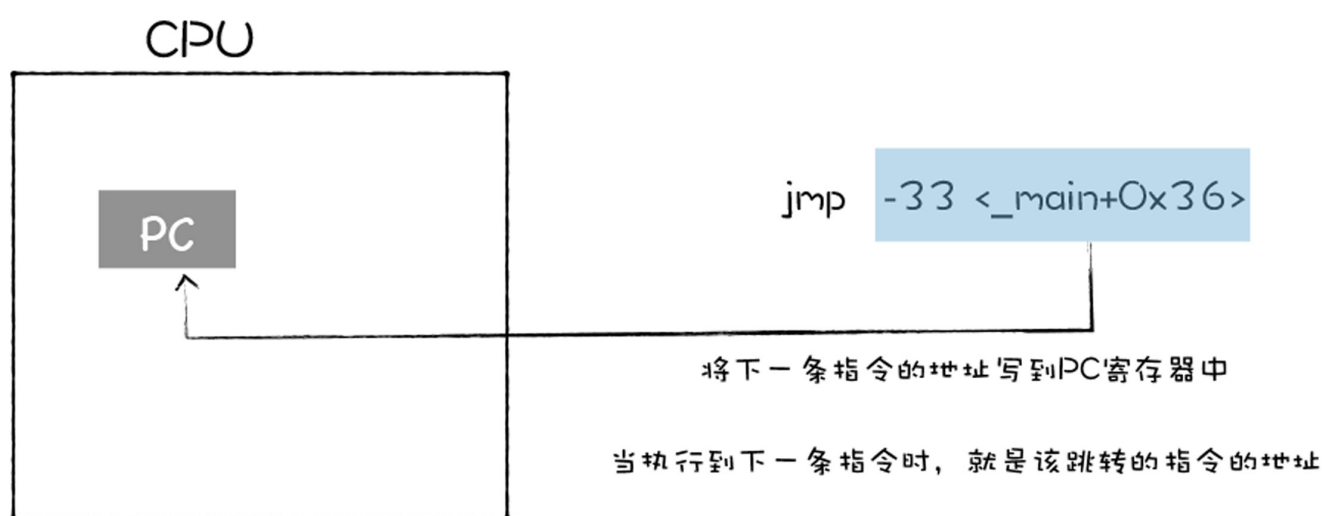 CPU
PC
jmp -33 <_main+0x36>
将下一条指令的地址写到PC寄存器中
当执行到下一条指令时，就是该跳转的指令的地址